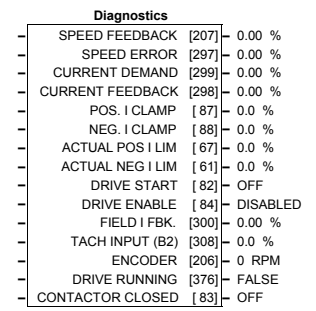 Diagnostics
SPEED FEEDBACK [207] 0.00 %
SPEED ERROR [297] 0.00 %
CURRENT DEMAND [299] 0.00 %
CURRENT FEEDBACK [298] 0.00 %
POS. I CLAMP [ 87] 0.0 %
NEG. I CLAMP [ 88] 0.0 %
ACTUAL POS I LIM [ 67] 0.0 %
ACTUAL NEG I LIM [ 61] 0.0 %
DRIVE START [ 82] OFF
DRIVE ENABLE [ 84] DISABLED
FIELD I FBK. [300] 0.00 %
TACH INPUT (B2) [308] 0.0 %
ENCODER [206] 0 RPM
DRIVE RUNNING [376] FALSE
CONTACTOR CLOSED [ 83] OFF